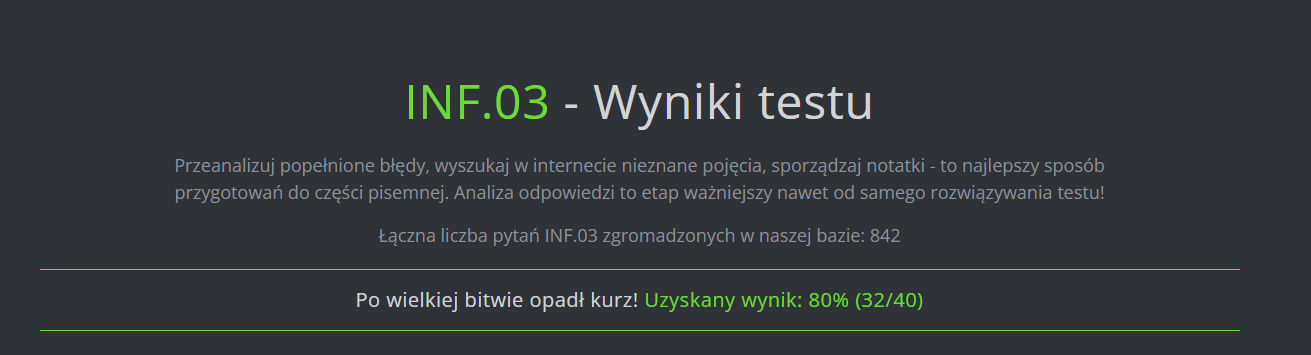 INF.03 - Wyniki testu
Przeanalizuj popełnione błędy, wyszukaj w internecie nieznane pojęcia, sporządzaj notatki - to najlepszy sposób
przygotowań do części pisemnej. Analiza odpowiedzi to etap ważniejszy nawet od samego rozwiązywania testu!
Łączna liczba pytań INF.03 zgromadzonych w naszej bazie: 842
Po wielkiej bitwie opadł kurz! Uzyskany wynik: 80% (32/40)